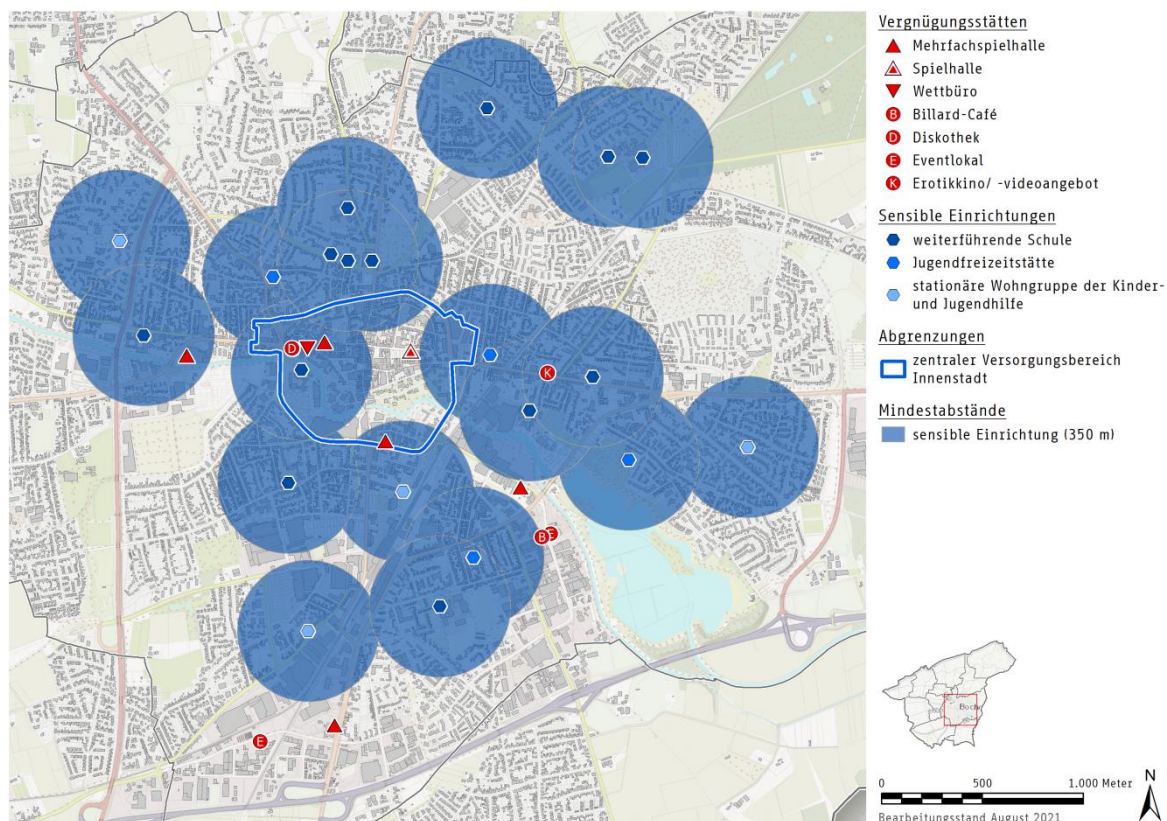 Vergnügungsstätten
Mehrfachspielhalle
Spielhalle
Wettbüro
B Billard-Café
D Diskothek
E Eventlokal
K Erotikkino/ -videoangebot
Sensible Einrichtungen
weiterführende Schule
Jugendfreizeitstätte
stationäre Wohngruppe der Kinder-
und Jugendhilfe
Abgrenzungen
zentraler Versorgungsbereich
Innenstadt
Mindestabstände
sensible Einrichtung (350 m)
D
K
B E
E
Boch
0 500 1.000 Meter
N
Bearbeitungsstand August 2021